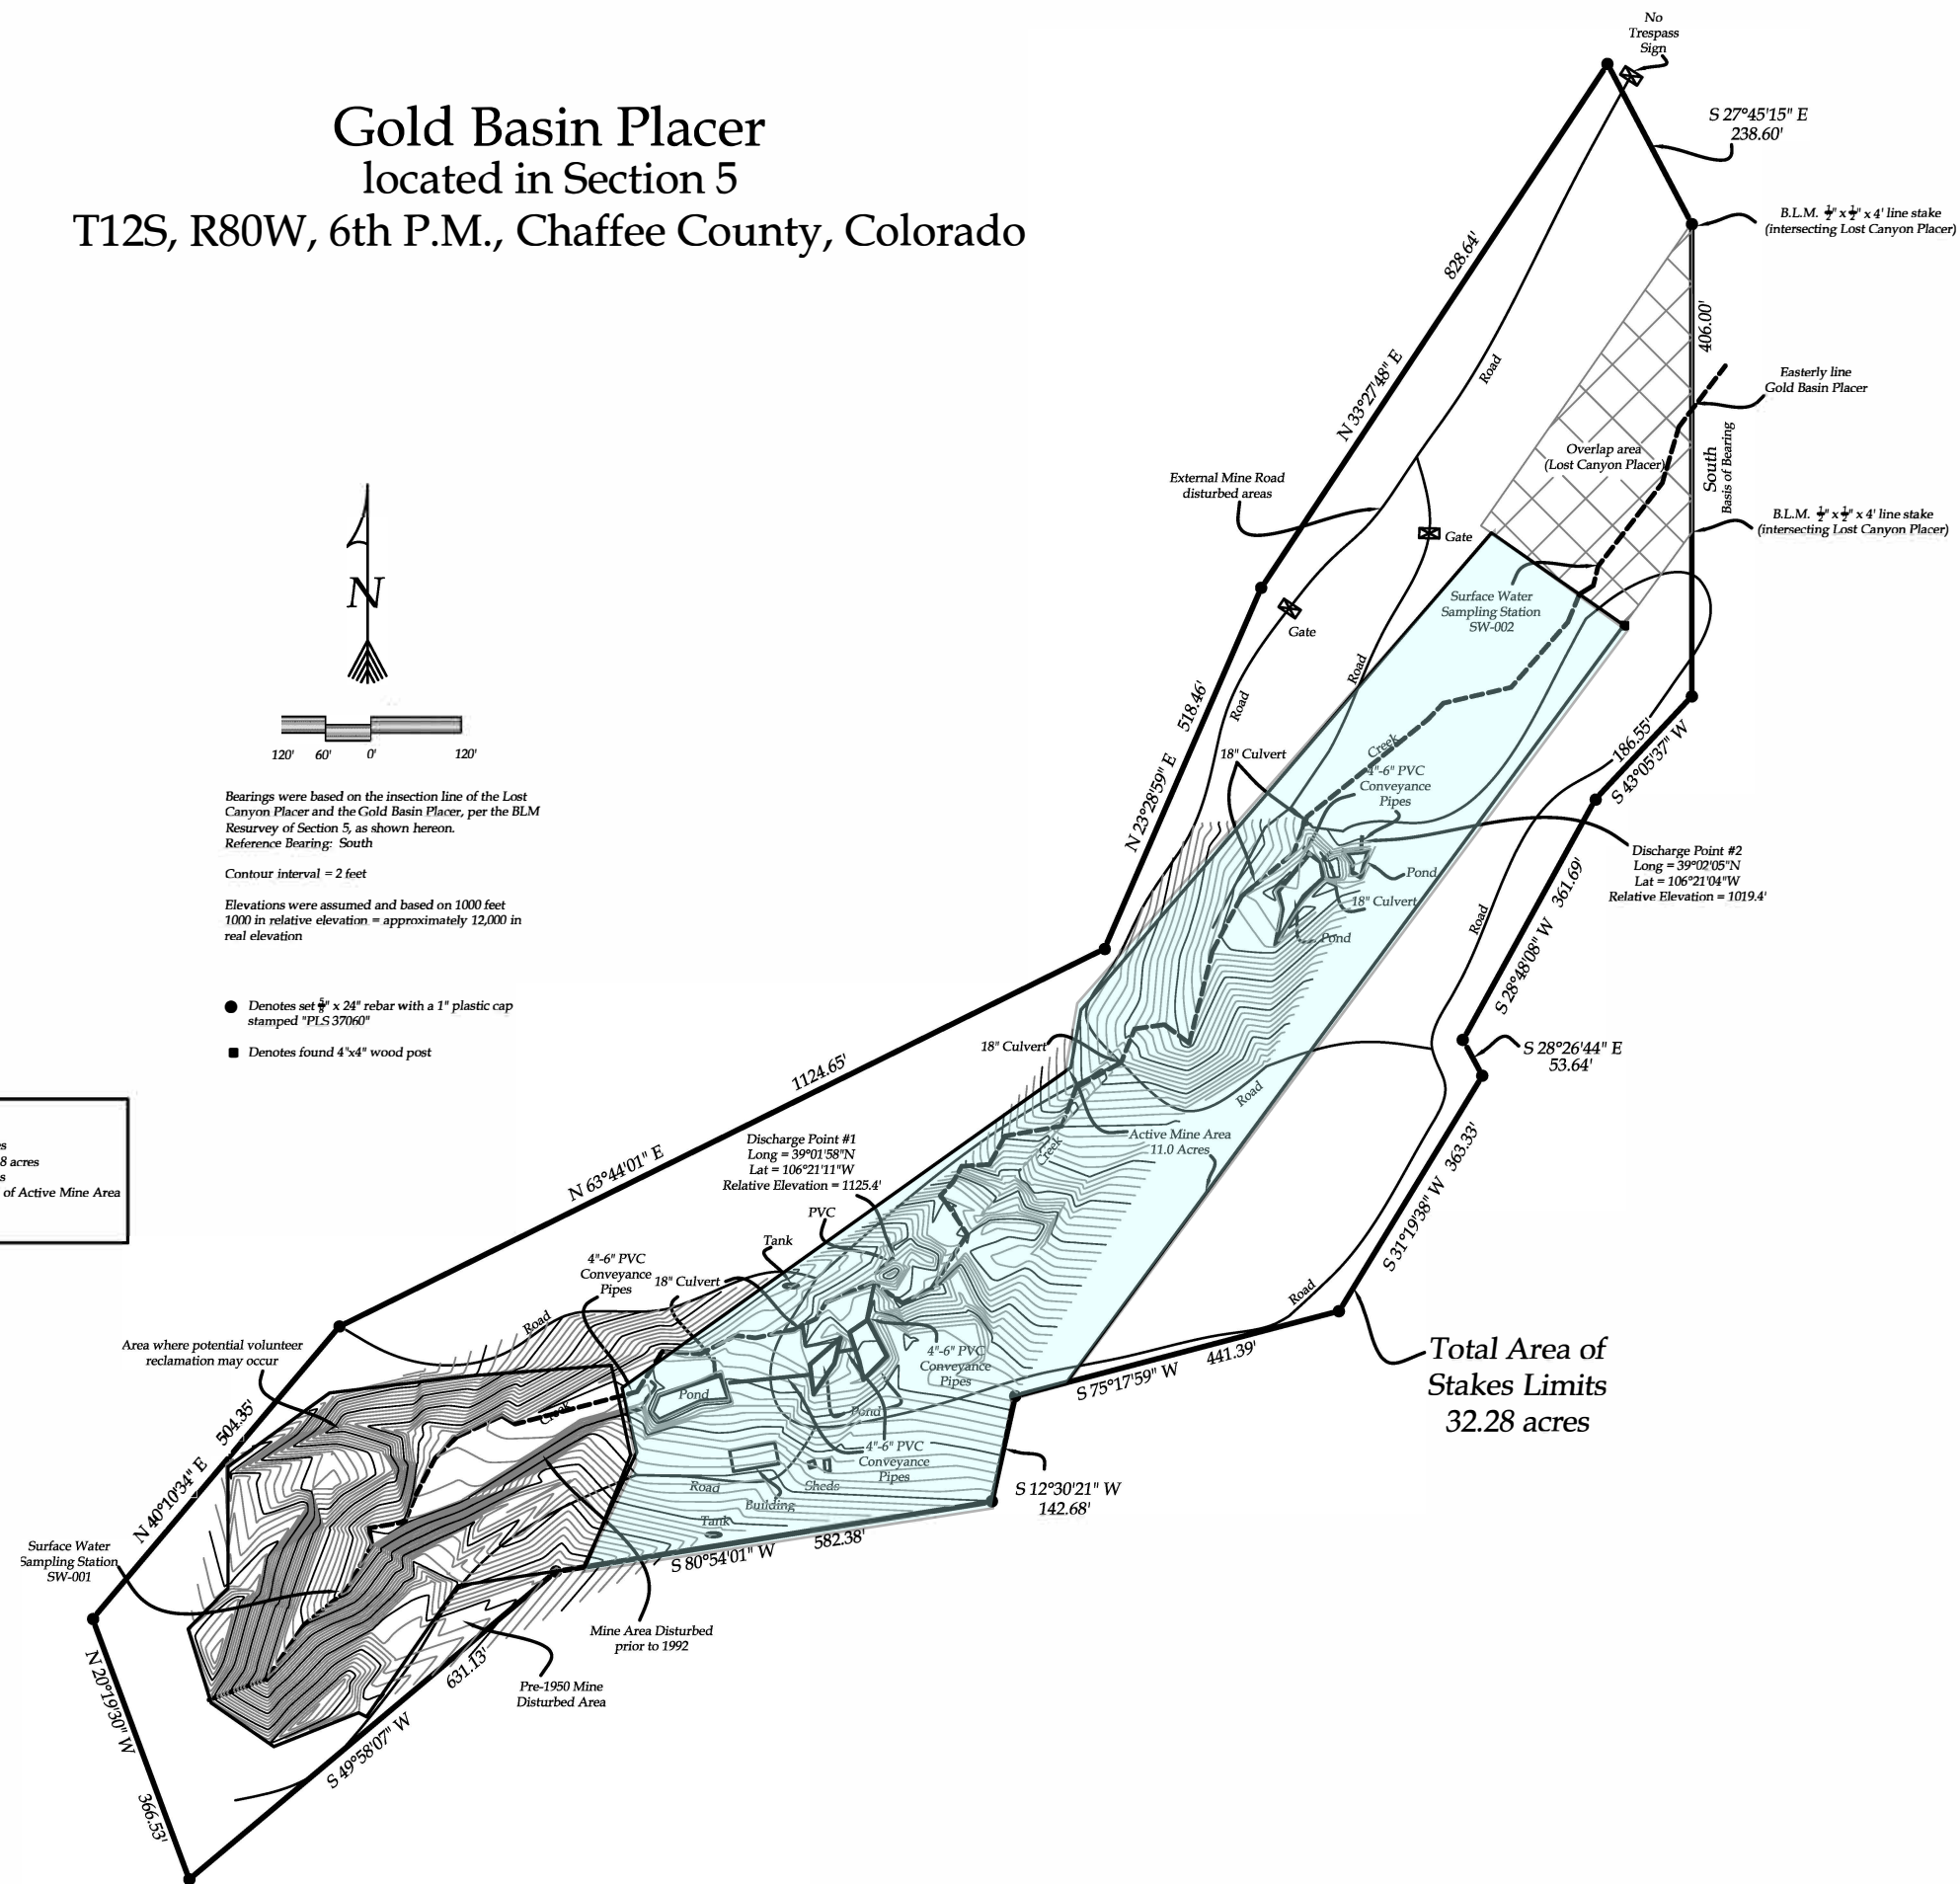 Gold Basin Placer
located in Section 5
T12S, R80W, 6th P.M., Chaffee County, Colorado
No
Trespass
Sign
S 27°45'15" E
238.60'
B.L.M. ½" x ½" x 4' line stake
(intersecting Lost Canyon Placer)
828.64'
N 33°27'48" E
Road
406.00'
Easterly line
Gold Basin Placer
South
Basis of Bearing
Overlap area
(Lost Canyon Placer)
External Mine Road
disturbed areas
B.L.M. ½" x ½" x 4' line stake
(intersecting Lost Canyon Placer)
Gate
Gate
Surface Water
Sampling Station
SW-002
N
120' 60' 0' 120'
Bearings were based on the insection line of the Lost
Canyon Placer and the Gold Basin Placer, per the BLM
Resurvey of Section 5, as shown hereon.
Reference Bearing: South
Contour interval = 2 feet
Elevations were assumed and based on 1000 feet
1000 in relative elevation = approximately 12,000 in
real elevation
Denotes set ⅝" x 24" rebar with a 1" plastic cap
stamped "PLS 37060"
Denotes found 4"x4" wood post
s
8 acres
s
of Active Mine Area
518.46'
N 23°28'59" E
Road
Road
18" Culvert
Creek
4"-6" PVC
Conveyance
Pipes
186.55'
S 43°05'37" W
Discharge Point #2
Long = 39°02'05"N
Lat = 106°21'04"W
Relative Elevation = 1019.4'
Pond
18" Culvert
Pond
361.69'
S 28°48'08" W
Road
S 28°26'44" E
53.64'
18" Culvert
Road
1124.65'
N 63°44'01" E
Active Mine Area
11.0 Acres
Creek
Discharge Point #1
Long = 39°01'58"N
Lat = 106°21'11"W
Relative Elevation = 1125.4'
PVC
Tank
363.33'
S 31°19'38" W
4"-6" PVC
Conveyance
Pipes
18" Culvert
Road
Road
Area where potential volunteer
reclamation may occur
Total Area of
Stakes Limits
32.28 acres
4"-6" PVC
Conveyance
Pipes
441.39'
S 75°17'59" W
Pond
Pond
Creek
504.35'
N 40°10'34" E
4"-6" PVC
Conveyance
Pipes
Road
Sheds
Building
Tank
S 12°30'21" W
142.68'
582.38'
S 80°54'01" W
Surface Water
Sampling Station
SW-001
Mine Area Disturbed
prior to 1992
Pre-1950 Mine
Disturbed Area
631.13'
S 49°58'07" W
N 20°19'30" W
366.53'